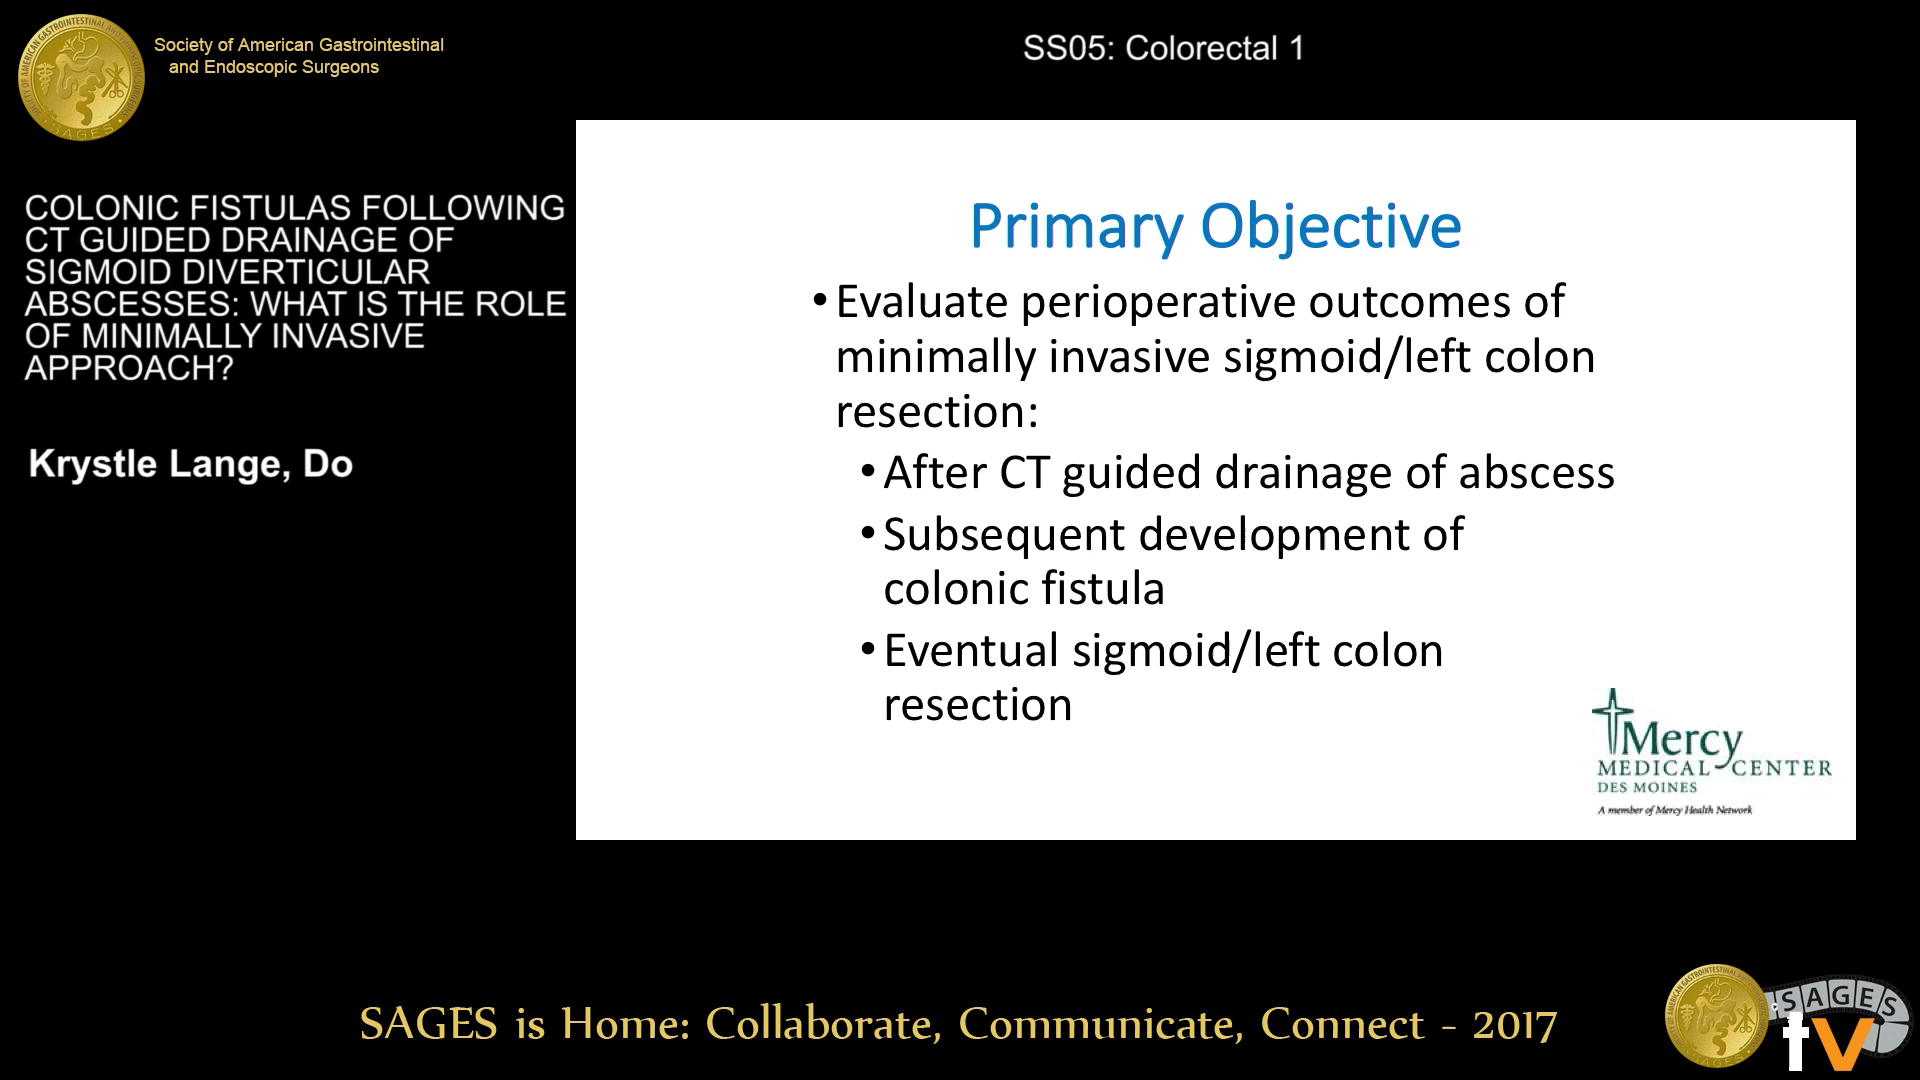 Society of American Gastrointestinal
and Endoscopic Surgeons
SS05: Colorectal 1
COLONIC FISTULAS FOLLOWING
CT GUIDED DRAINAGE OF
SIGMOID DIVERTICULAR
ABSCESSES: WHAT IS THE ROLE
OF MINIMALLY INVASIVE
APPROACH?
Krystle Lange, Do
Primary Objective
• Evaluate perioperative outcomes of
minimally invasive sigmoid/left colon
resection:
• After CT guided drainage of abscess
• Subsequent development of
colonic fistula
• Eventual sigmoid/left colon
resection
Mercy
MEDICAL CENTER
DES MOINES
A member of Mercy Health Network
SAGES is Home: Collaborate, Communicate, Connect - 2017
SAGES
tv